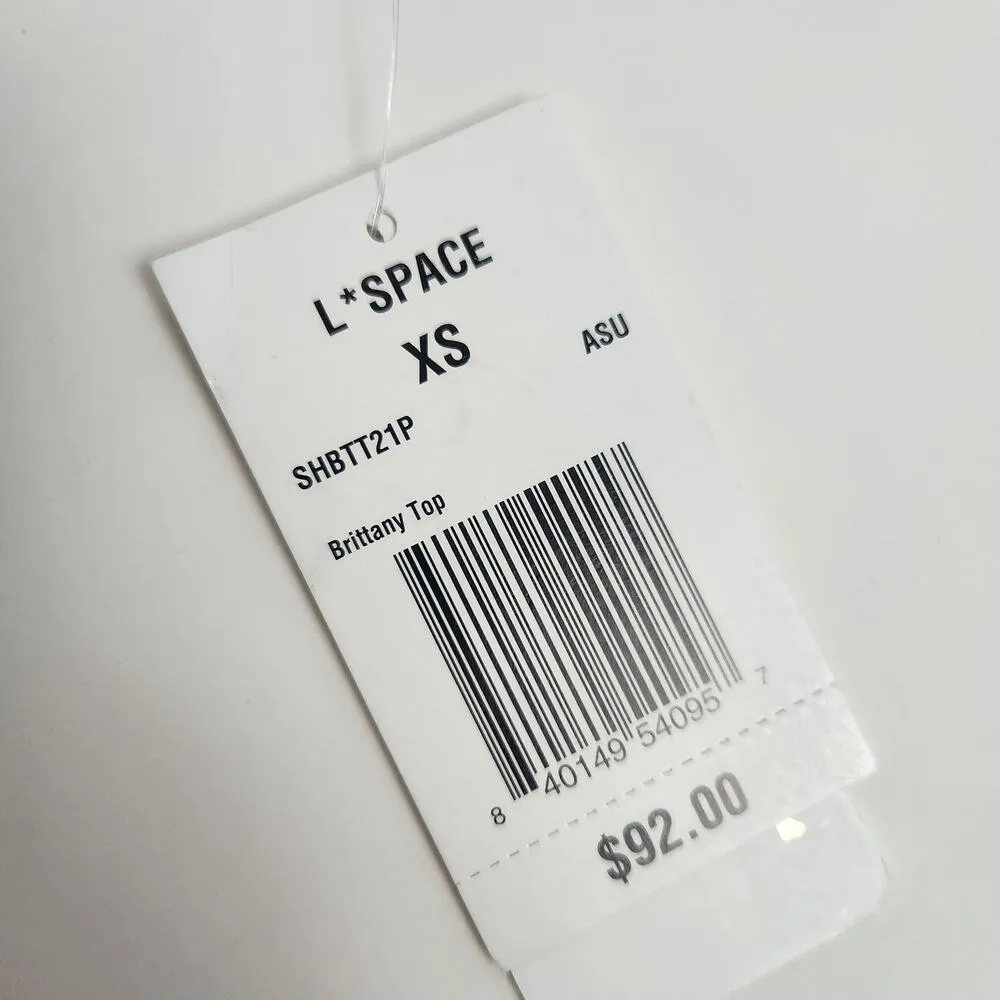 L*SPACE
XS
ASU
SHBTT21P
Brittany Top
8 40149 54095 7
$92.00